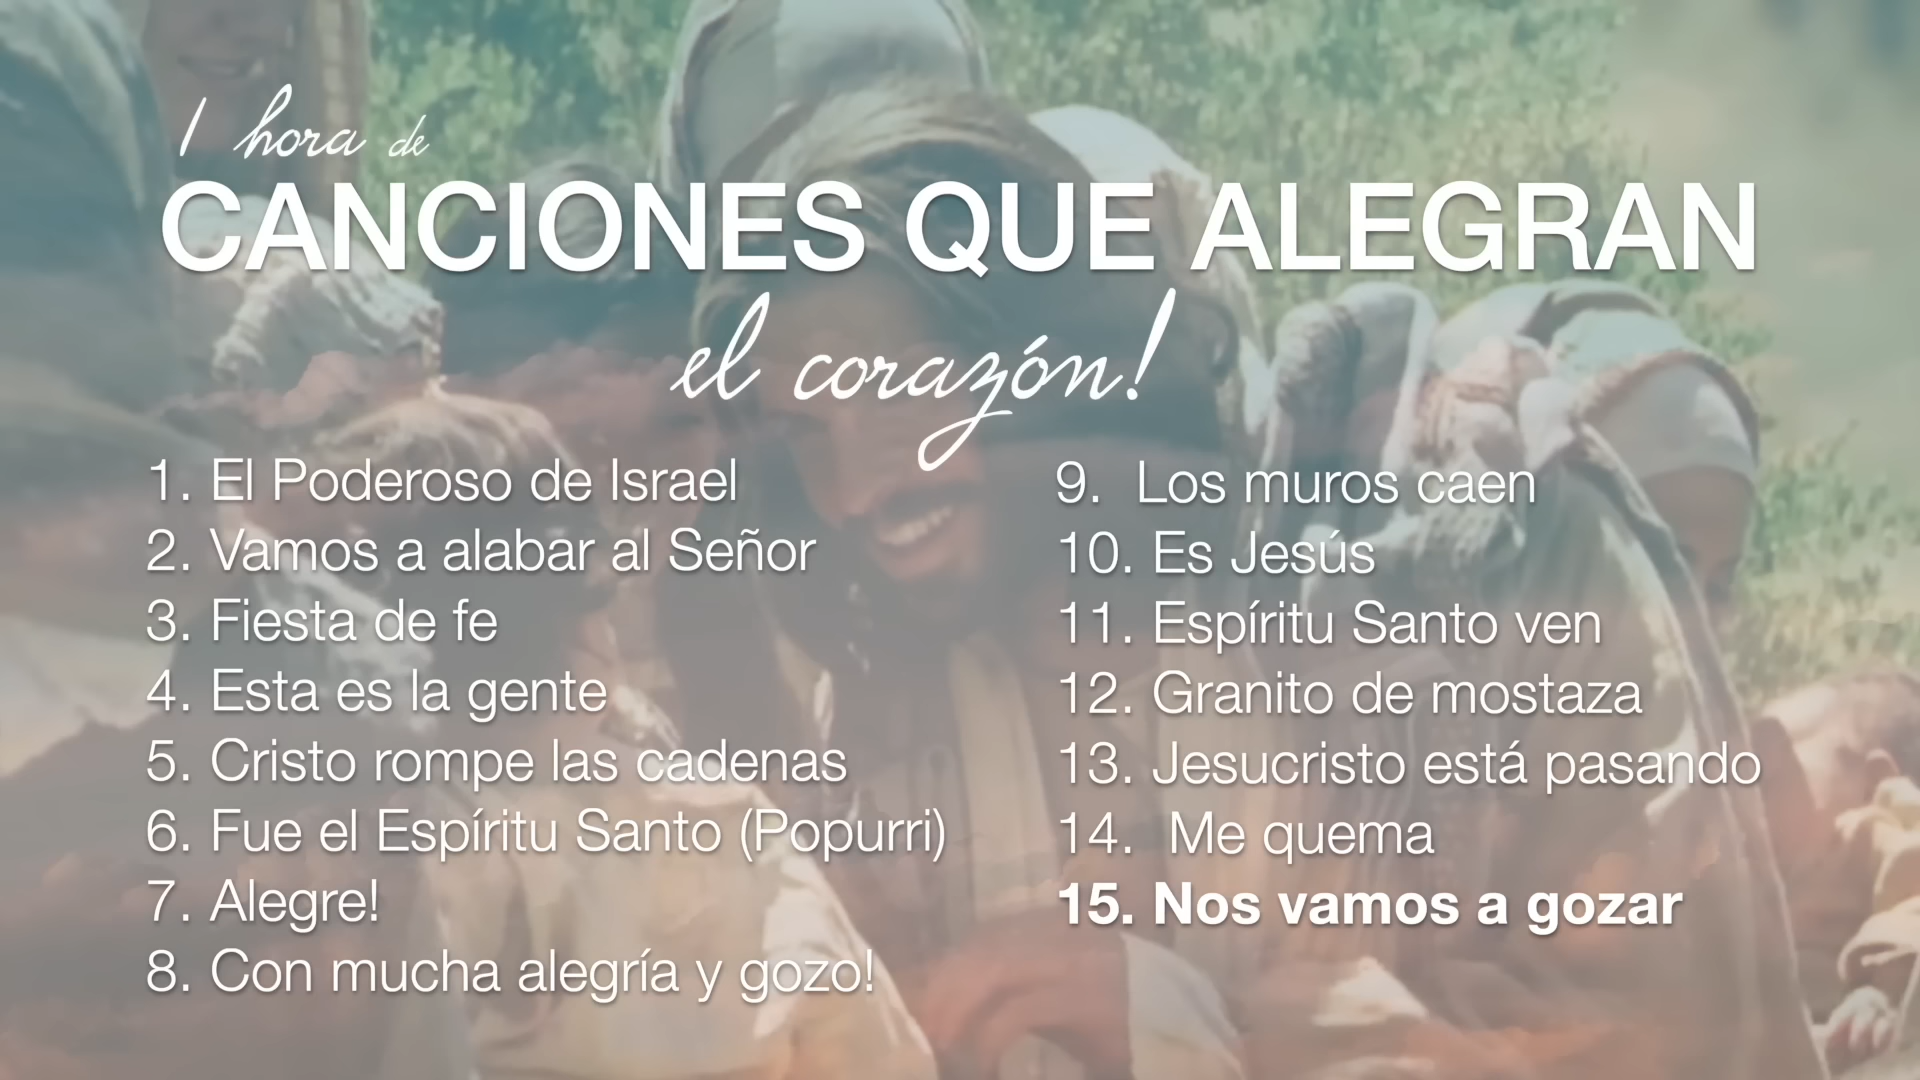 1 hora de
CANCIONES QUE ALEGRAN
el corazón!
1. El Poderoso de Israel
2. Vamos a alabar al Señor
3. Fiesta de fe
4. Esta es la gente
5. Cristo rompe las cadenas
6. Fue el Espíritu Santo (Popurri)
7. Alegre!
8. Con mucha alegría y gozo!
9. Los muros caen
10. Es Jesús
11. Espíritu Santo ven
12. Granito de mostaza
13. Jesucristo está pasando
14. Me quema
15. Nos vamos a gozar